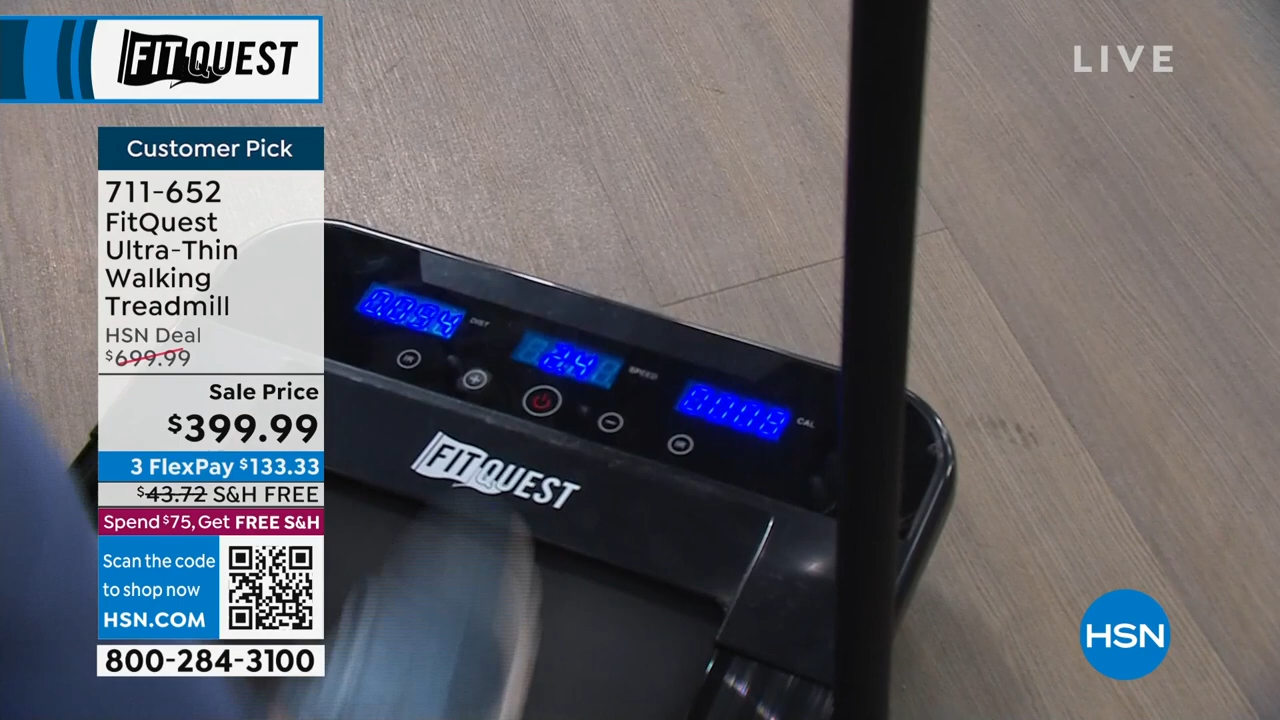 FITQUEST
LIVE
Customer Pick
711-652
FitQuest
Ultra-Thin
Walking
Treadmill
HSN Deal
$699.99
Sale Price
$399.99
3 FlexPay $133.33
$43.72 S&H FREE
Spend $75, Get FREE S&H
Scan the code
to shop now
HSN.COM
800-284-3100
DIST
2.4
SPEED
CAL
FITQUEST
HSN